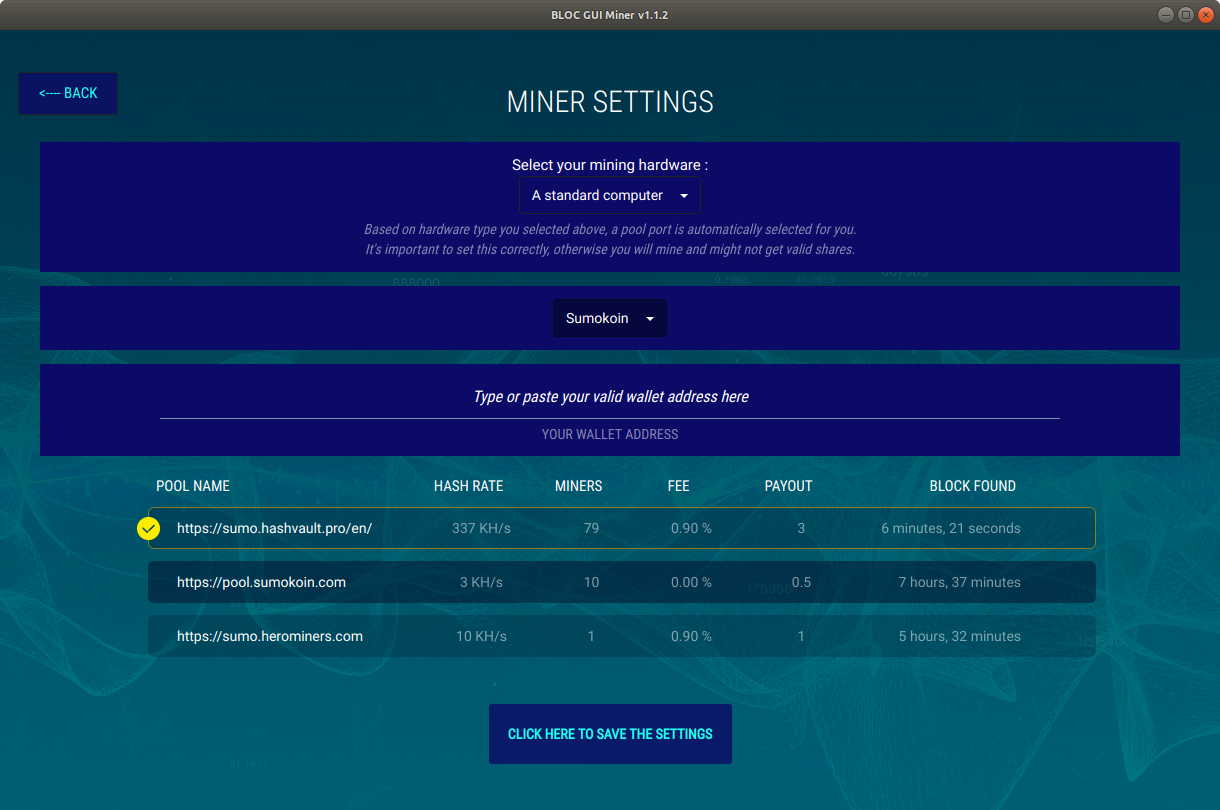 BLOC GUI Miner v1.1.2
<---- BACK
MINER SETTINGS
Select your mining hardware :
A standard computer
Based on hardware type you selected above, a pool port is automatically selected for you.
It's important to set this correctly, otherwise you will mine and might not get valid shares.
888000
0.7908
Sumokoin
Type or paste your valid wallet address here
YOUR WALLET ADDRESS
POOL NAME HASH RATE MINERS FEE PAYOUT BLOCK FOUND
https://sumo.hashvault.pro/en/ 337 KH/s 79 0.90 % 3 6 minutes, 21 seconds
https://pool.sumokoin.com 3 KH/s 10 0.00 % 0.5 7 hours, 37 minutes
https://sumo.herominers.com 10 KH/s 1 0.90 % 1 5 hours, 32 minutes
CLICK HERE TO SAVE THE SETTINGS